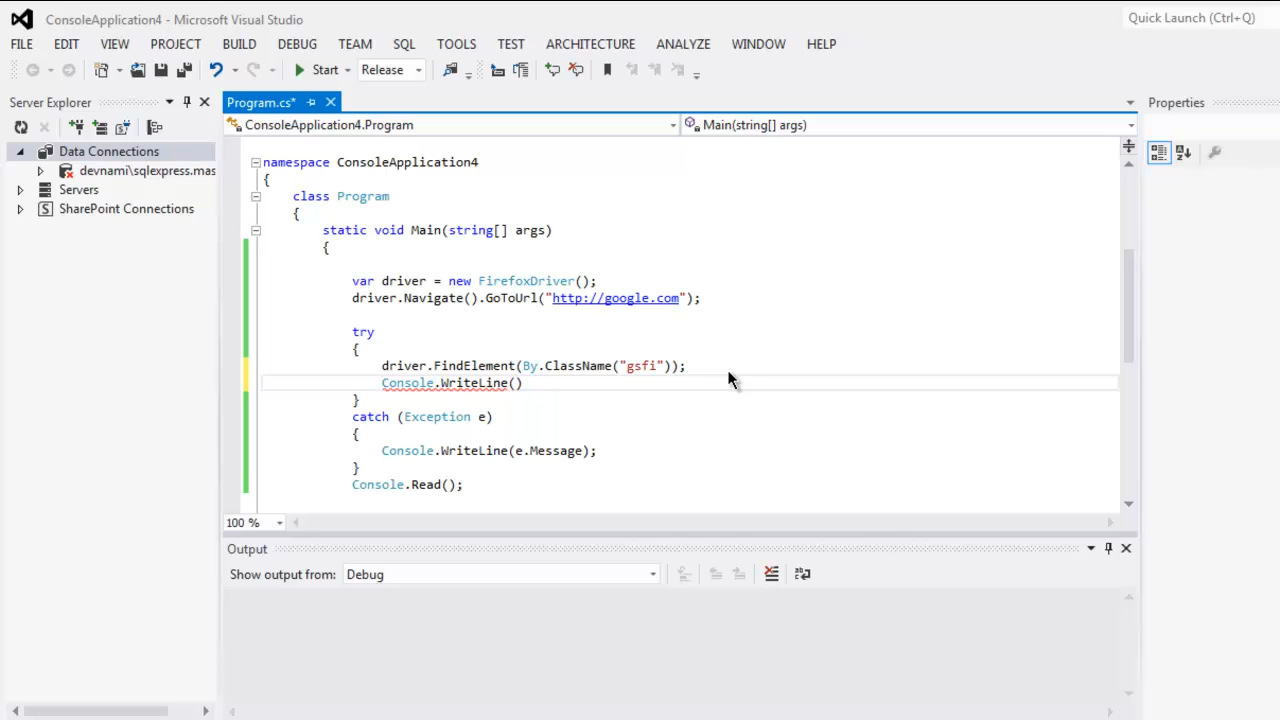 ConsoleApplication4 - Microsoft Visual Studio
Quick Launch (Ctrl+Q)
FILE EDIT VIEW PROJECT BUILD DEBUG TEAM SQL TOOLS TEST ARCHITECTURE ANALYZE WINDOW HELP
Start Release
Server Explorer
Program.cs*
Properties
ConsoleApplication4.Program
Main(string[] args)
Data Connections
devnami\sqlexpress.mas
Servers
SharePoint Connections
namespace ConsoleApplication4
{
class Program
{
static void Main(string[] args)
{
var driver = new FirefoxDriver();
driver.Navigate().GoToUrl("http://google.com");
try
{
driver.FindElement(By.ClassName("gsfi"));
Console.WriteLine()
}
catch (Exception e)
{
Console.WriteLine(e.Message);
}
Console.Read();
100 %
Output
Show output from: Debug